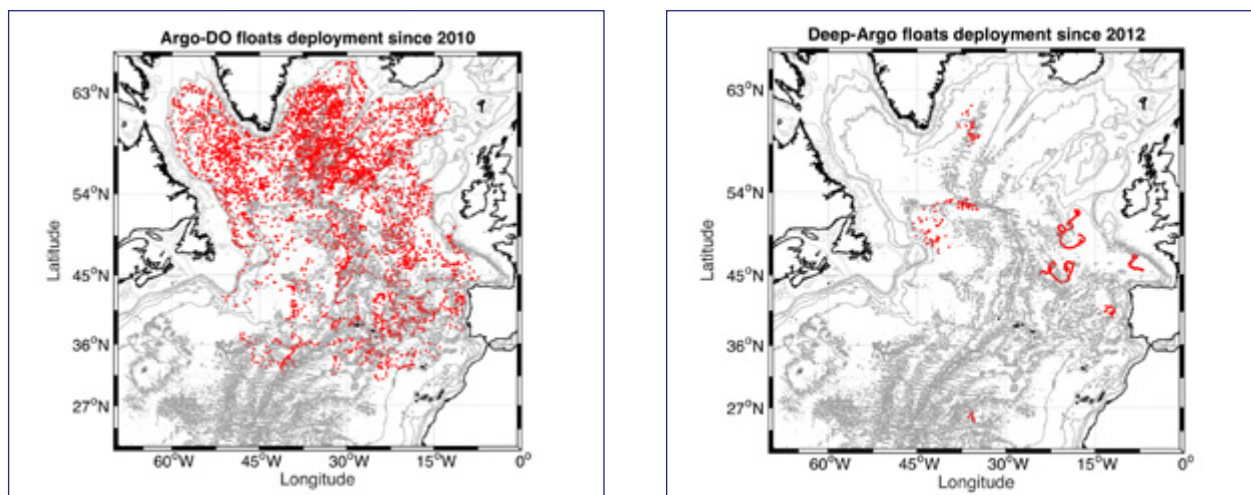 Argo-DO floats deployment since 2010
63°N
54°N
45°N
36°N
27°N
Latitude
60°W 45°W 30°W 15°W 0°
Longitude
Deep-Argo floats deployment since 2012
63°N
54°N
45°N
36°N
27°N
Latitude
60°W 45°W 30°W 15°W 0°
Longitude